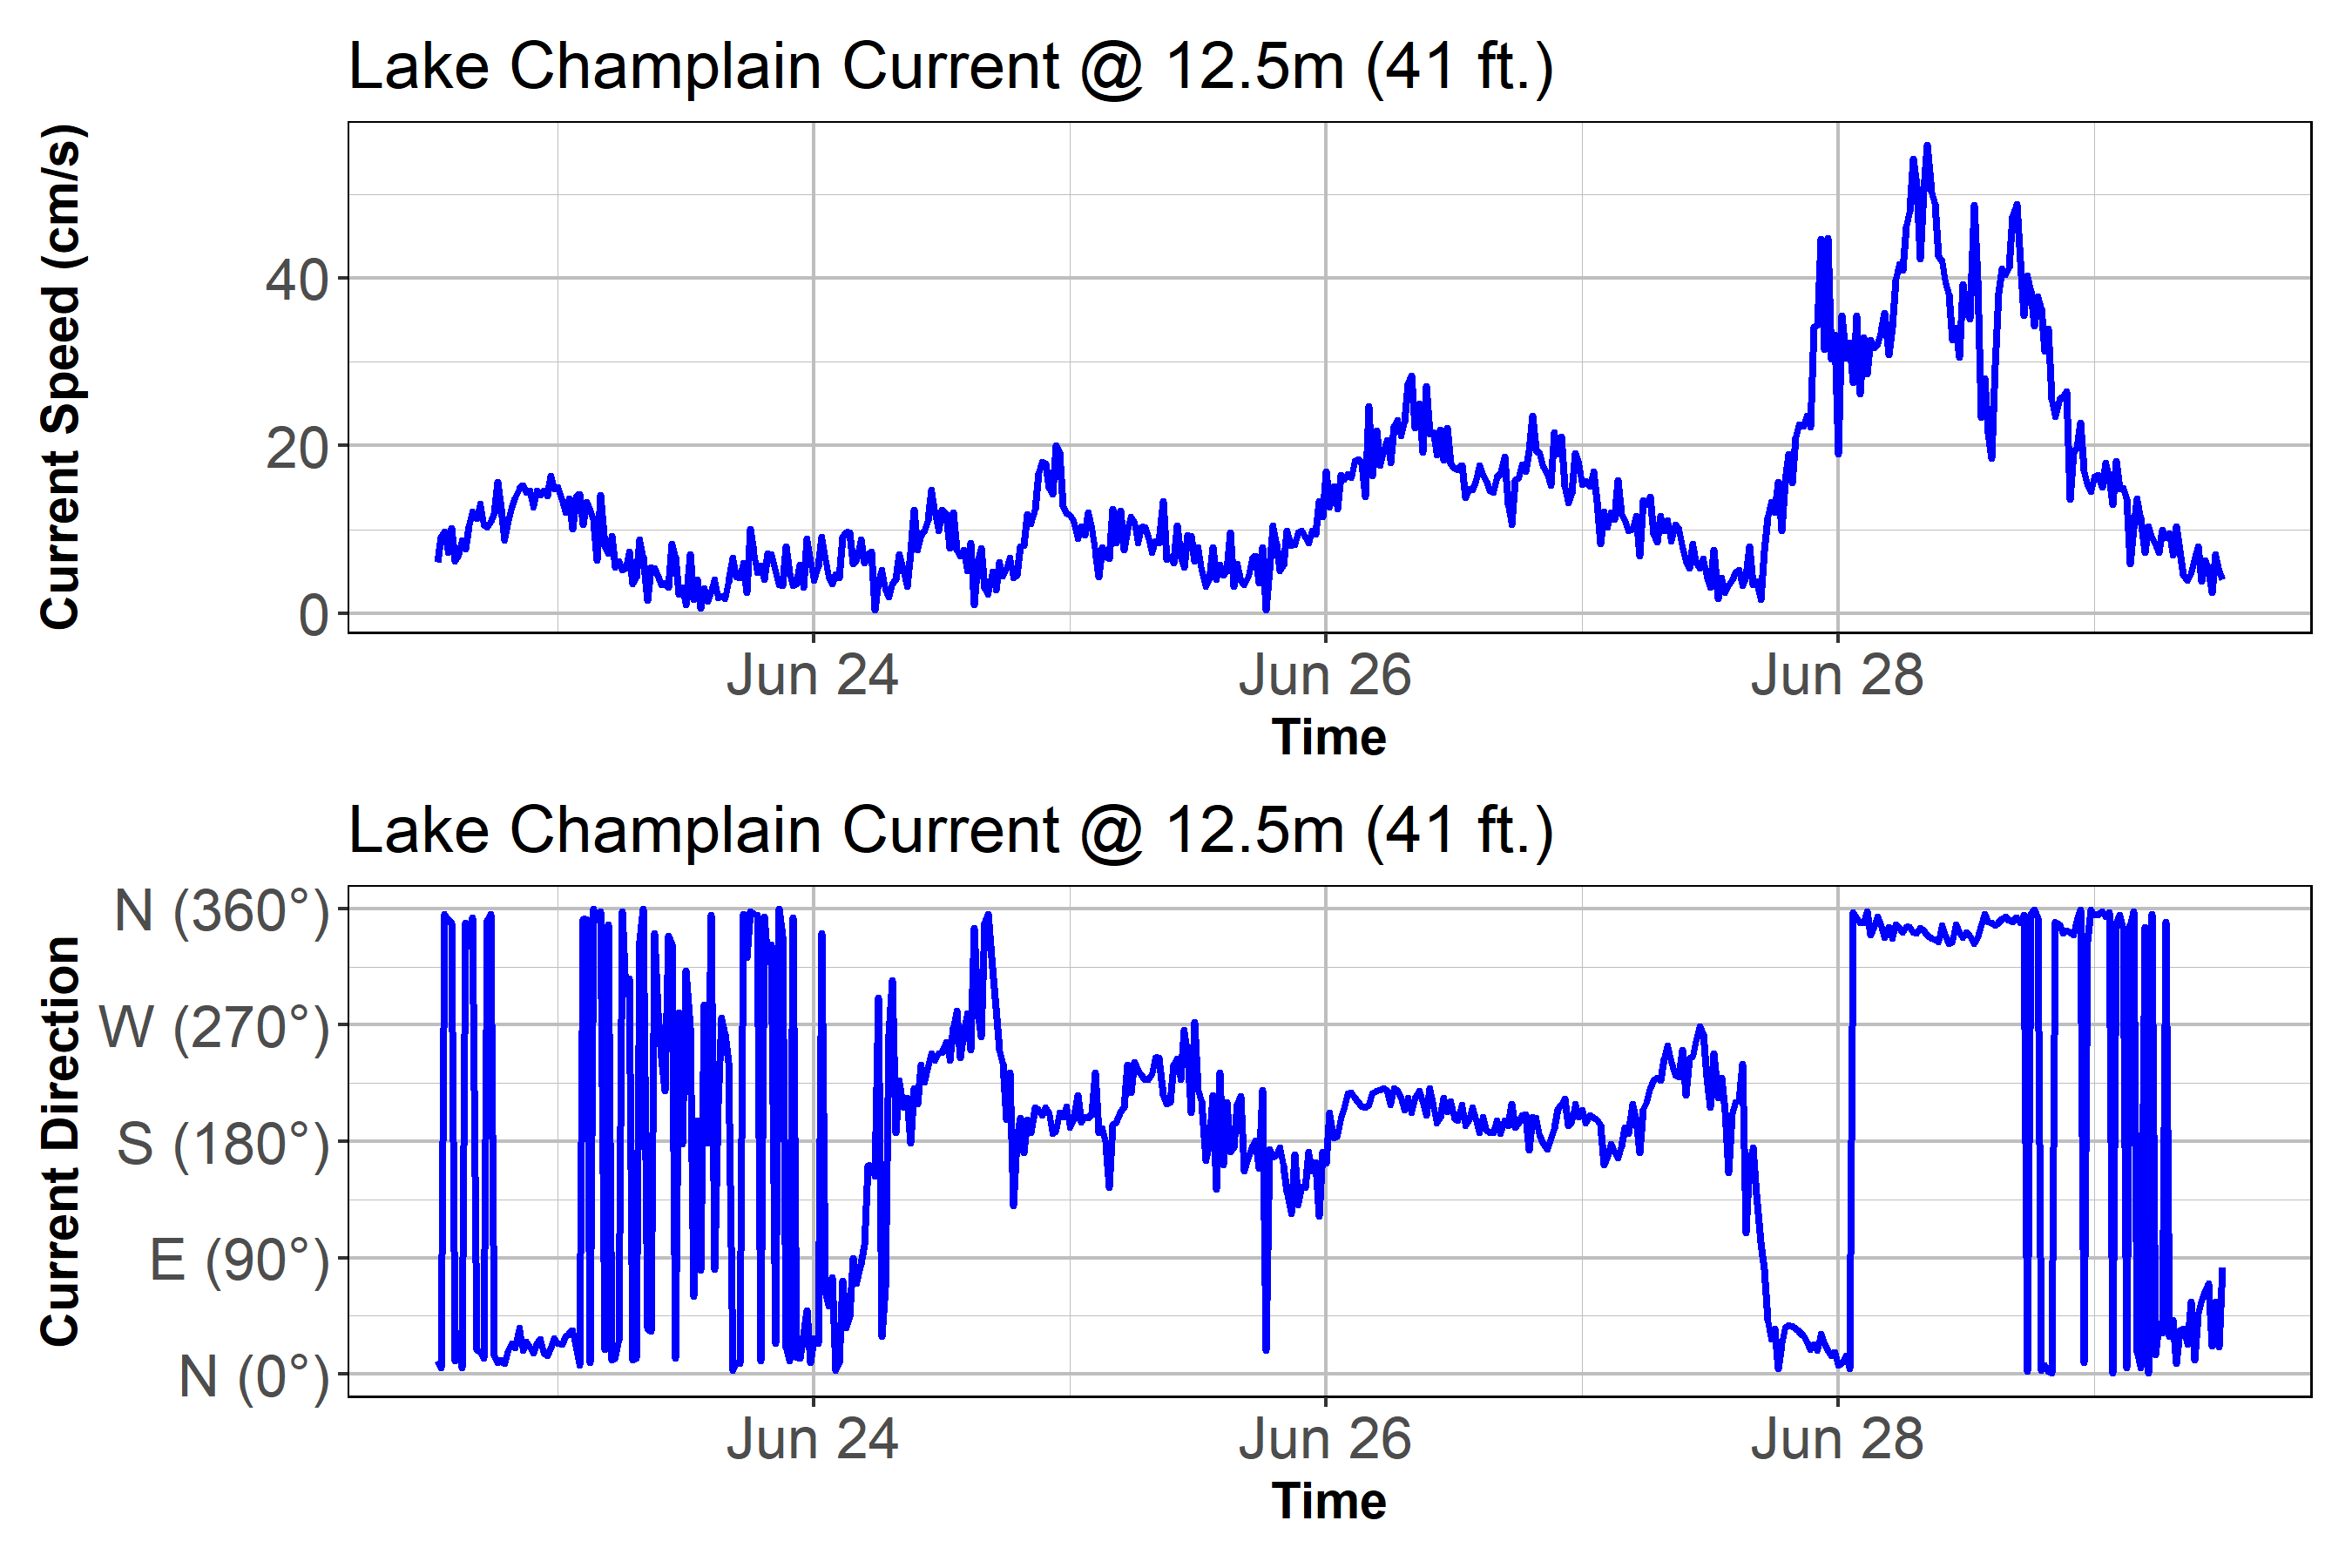 Lake Champlain Current @ 12.5m (41 ft.)
Current Speed (cm/s)
40
20
0
Jun 24
Jun 26
Jun 28
Time
Lake Champlain Current @ 12.5m (41 ft.)
Current Direction
N (360°)
W (270°)
S (180°)
E (90°)
N (0°)
Jun 24
Jun 26
Jun 28
Time